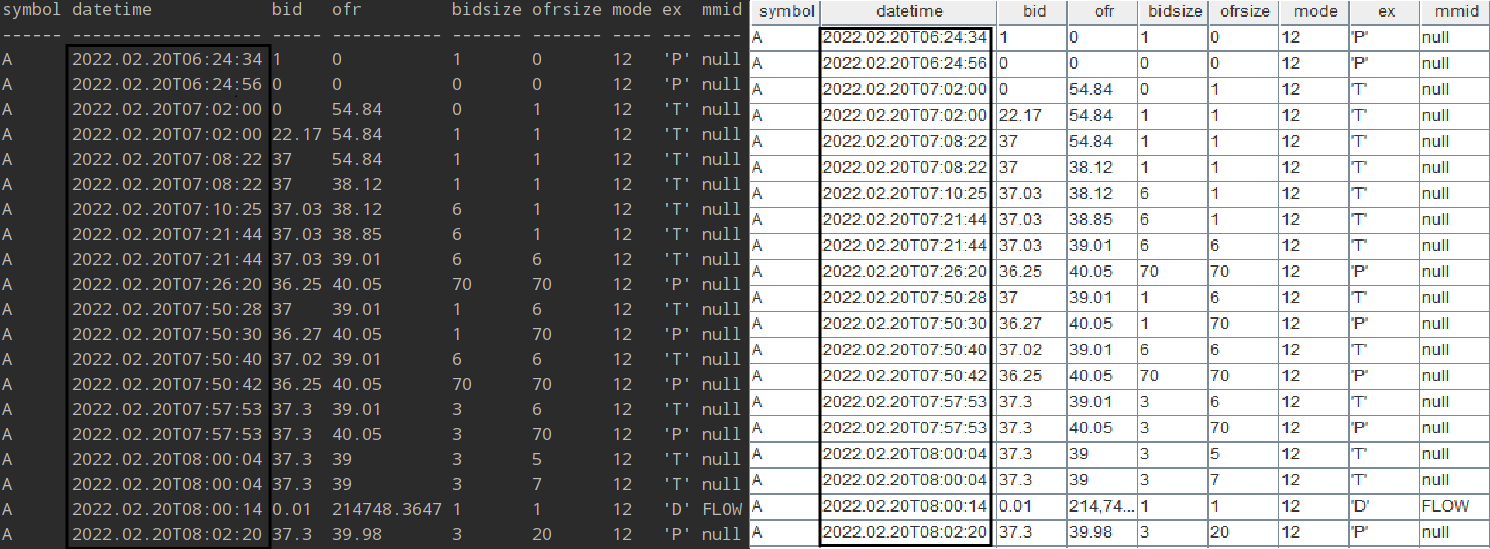 symbol datetime bid ofr bidsize ofrsize mode ex mmid
------ ------------------- ----- ----------- ------- ------- ---- --- ----
A 2022.02.20T06:24:34 1 0 1 0 12 'P' null
A 2022.02.20T06:24:56 0 0 0 0 12 'P' null
A 2022.02.20T07:02:00 0 54.84 0 1 12 'T' null
A 2022.02.20T07:02:00 22.17 54.84 1 1 12 'T' null
A 2022.02.20T07:08:22 37 54.84 1 1 12 'T' null
A 2022.02.20T07:08:22 37 38.12 1 1 12 'T' null
A 2022.02.20T07:10:25 37.03 38.12 6 1 12 'T' null
A 2022.02.20T07:21:44 37.03 38.85 6 1 12 'T' null
A 2022.02.20T07:21:44 37.03 39.01 6 6 12 'T' null
A 2022.02.20T07:26:20 36.25 40.05 70 70 12 'P' null
A 2022.02.20T07:50:28 37 39.01 1 6 12 'T' null
A 2022.02.20T07:50:30 36.27 40.05 1 70 12 'P' null
A 2022.02.20T07:50:40 37.02 39.01 6 6 12 'T' null
A 2022.02.20T07:50:42 36.25 40.05 70 70 12 'P' null
A 2022.02.20T07:57:53 37.3 39.01 3 6 12 'T' null
A 2022.02.20T07:57:53 37.3 40.05 3 70 12 'P' null
A 2022.02.20T08:00:04 37.3 39 3 5 12 'T' null
A 2022.02.20T08:00:04 37.3 39 3 7 12 'T' null
A 2022.02.20T08:00:14 0.01 214748.3647 1 1 12 'D' FLOW
A 2022.02.20T08:02:20 37.3 39.98 3 20 12 'P' null
symbol datetime bid ofr bidsize ofrsize mode ex mmid
A 2022.02.20T06:24:34 1 0 1 0 12 'P' null
A 2022.02.20T06:24:56 0 0 0 0 12 'P' null
A 2022.02.20T07:02:00 0 54.84 0 1 12 'T' null
A 2022.02.20T07:02:00 22.17 54.84 1 1 12 'T' null
A 2022.02.20T07:08:22 37 54.84 1 1 12 'T' null
A 2022.02.20T07:08:22 37 38.12 1 1 12 'T' null
A 2022.02.20T07:10:25 37.03 38.12 6 1 12 'T' null
A 2022.02.20T07:21:44 37.03 38.85 6 1 12 'T' null
A 2022.02.20T07:21:44 37.03 39.01 6 6 12 'T' null
A 2022.02.20T07:26:20 36.25 40.05 70 70 12 'P' null
A 2022.02.20T07:50:28 37 39.01 1 6 12 'T' null
A 2022.02.20T07:50:30 36.27 40.05 1 70 12 'P' null
A 2022.02.20T07:50:40 37.02 39.01 6 6 12 'T' null
A 2022.02.20T07:50:42 36.25 40.05 70 70 12 'P' null
A 2022.02.20T07:57:53 37.3 39.01 3 6 12 'T' null
A 2022.02.20T07:57:53 37.3 40.05 3 70 12 'P' null
A 2022.02.20T08:00:04 37.3 39 3 5 12 'T' null
A 2022.02.20T08:00:04 37.3 39 3 7 12 'T' null
A 2022.02.20T08:00:14 0.01 214,74... 1 1 12 'D' FLOW
A 2022.02.20T08:02:20 37.3 39.98 3 20 12 'P' null